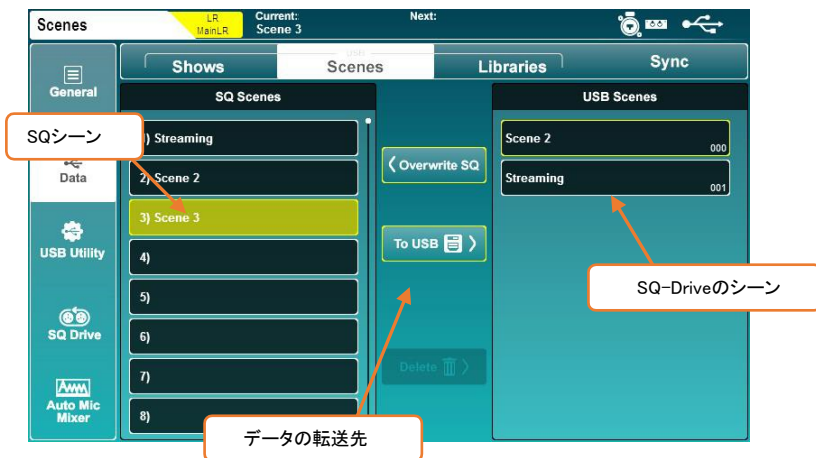 Scenes
LR
MainLR
Current:
Scene 3
Next:
Shows
Scenes
Libraries
Sync
General
Data
USB Utility
SQ Drive
Auto Mic
Mixer
SQ Scenes
) Streaming
2) Scene 2
3) Scene 3
4)
5)
6)
7)
8)
Overwrite SQ
To USB
Delete
USB Scenes
Scene 2
000
Streaming
001
SQシーン
SQ-Driveのシーン
データの転送先